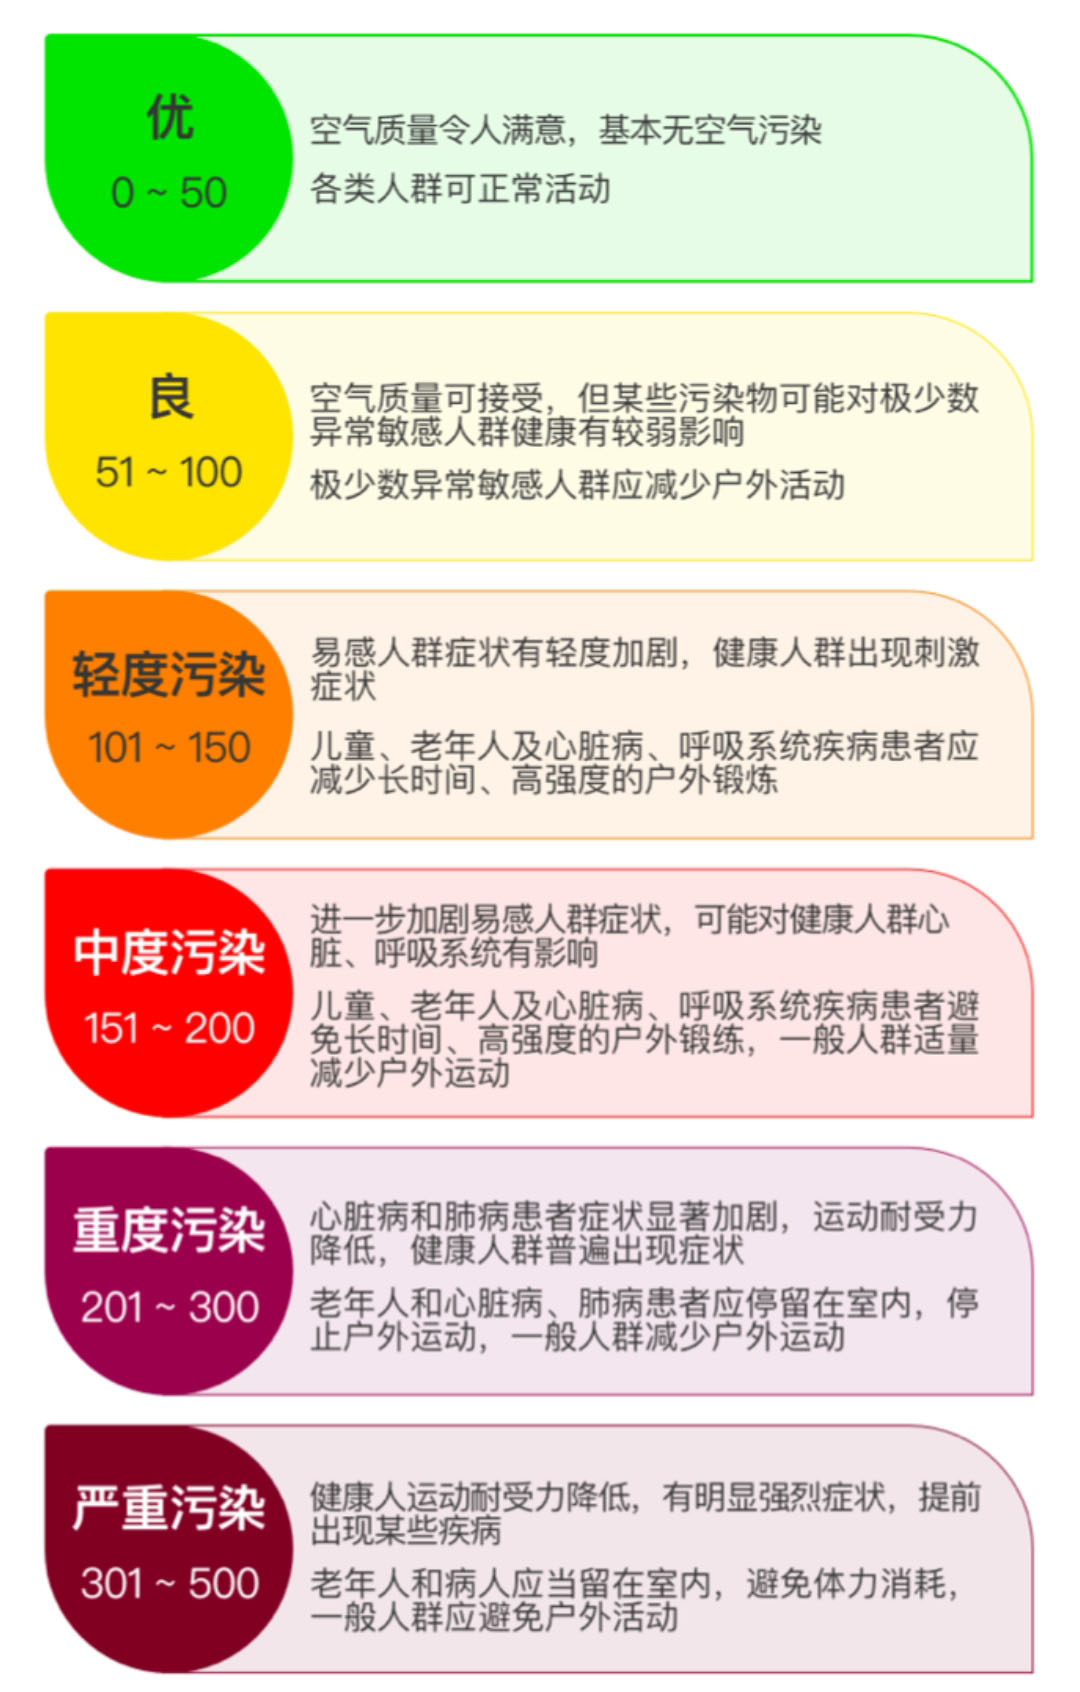 优
0 ~ 50
空气质量令人满意，基本无空气污染
各类人群可正常活动
良
51 ~ 100
空气质量可接受，但某些污染物可能对极少数
异常敏感人群健康有较弱影响
极少数异常敏感人群应减少户外活动
轻度污染
101 ~ 150
易感人群症状有轻度加剧，健康人群出现刺激
症状
儿童、老年人及心脏病、呼吸系统疾病患者应
减少长时间、高强度的户外锻炼
中度污染
151 ~ 200
进一步加剧易感人群症状，可能对健康人群心
脏、呼吸系统有影响
儿童、老年人及心脏病、呼吸系统疾病患者避
免长时间、高强度的户外锻练，一般人群适量
减少户外运动
重度污染
201 ~ 300
心脏病和肺病患者症状显著加剧，运动耐受力
降低，健康人群普遍出现症状
老年人和心脏病、肺病患者应停留在室内，停
止户外运动，一般人群减少户外运动
严重污染
301 ~ 500
健康人运动耐受力降低，有明显强烈症状，提前
出现某些疾病
老年人和病人应当留在室内，避免体力消耗，
一般人群应避免户外活动